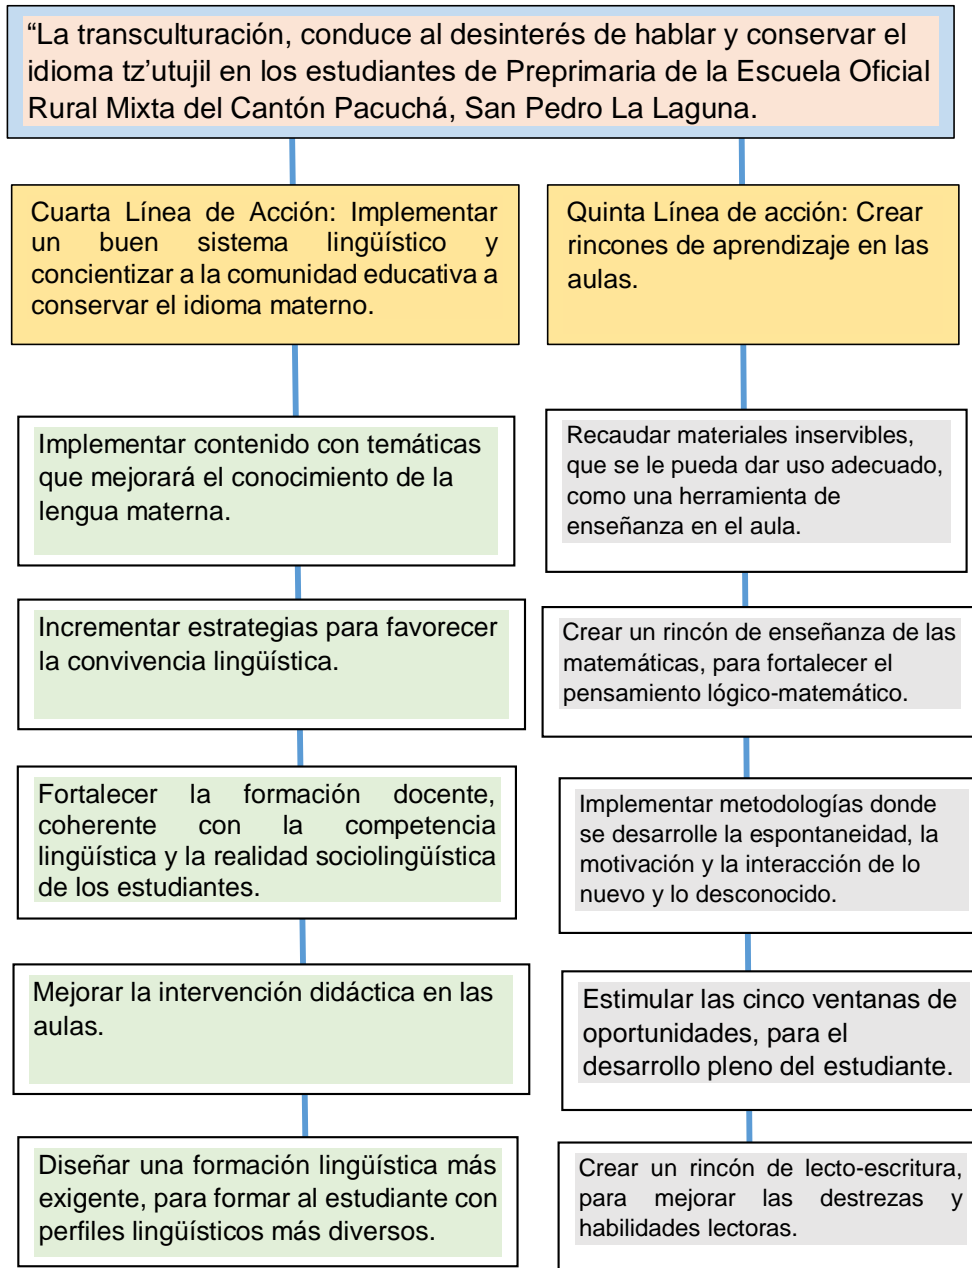 “La transculturación, conduce al desinterés de hablar y conservar el
idioma tz’utujil en los estudiantes de Preprimaria de la Escuela Oficial
Rural Mixta del Cantón Pacuchá, San Pedro La Laguna.
Cuarta Línea de Acción: Implementar
un buen sistema lingüístico y
concientizar a la comunidad educativa a
conservar el idioma materno.
Implementar contenido con temáticas
que mejorará el conocimiento de la
lengua materna.
Incrementar estrategias para favorecer
la convivencia lingüística.
Fortalecer la formación docente,
coherente con la competencia
lingüística y la realidad sociolingüística
de los estudiantes.
Mejorar la intervención didáctica en las
aulas.
Diseñar una formación lingüística más
exigente, para formar al estudiante con
perfiles lingüísticos más diversos.
Quinta Línea de acción: Crear
rincones de aprendizaje en las
aulas.
Recaudar materiales inservibles,
que se le pueda dar uso adecuado,
como una herramienta de
enseñanza en el aula.
Crear un rincón de enseñanza de las
matemáticas, para fortalecer el
pensamiento lógico-matemático.
Implementar metodologías donde
se desarrolle la espontaneidad, la
motivación y la interacción de lo
nuevo y lo desconocido.
Estimular las cinco ventanas de
oportunidades, para el
desarrollo pleno del estudiante.
Crear un rincón de lecto-escritura,
para mejorar las destrezas y
habilidades lectoras.